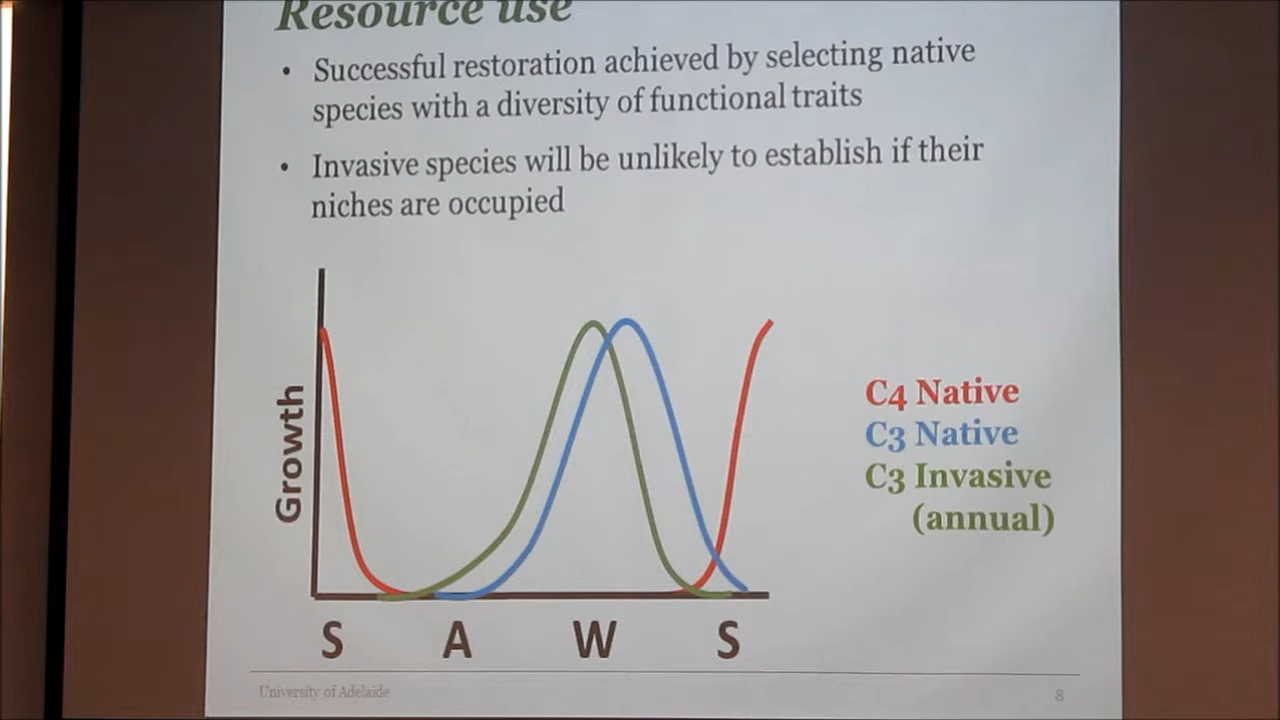 Resource use
• Successful restoration achieved by selecting native
species with a diversity of functional traits
• Invasive species will be unlikely to establish if their
niches are occupied
Growth
C4 Native
C3 Native
C3 Invasive
(annual)
S A W S
University of Adelaide 8